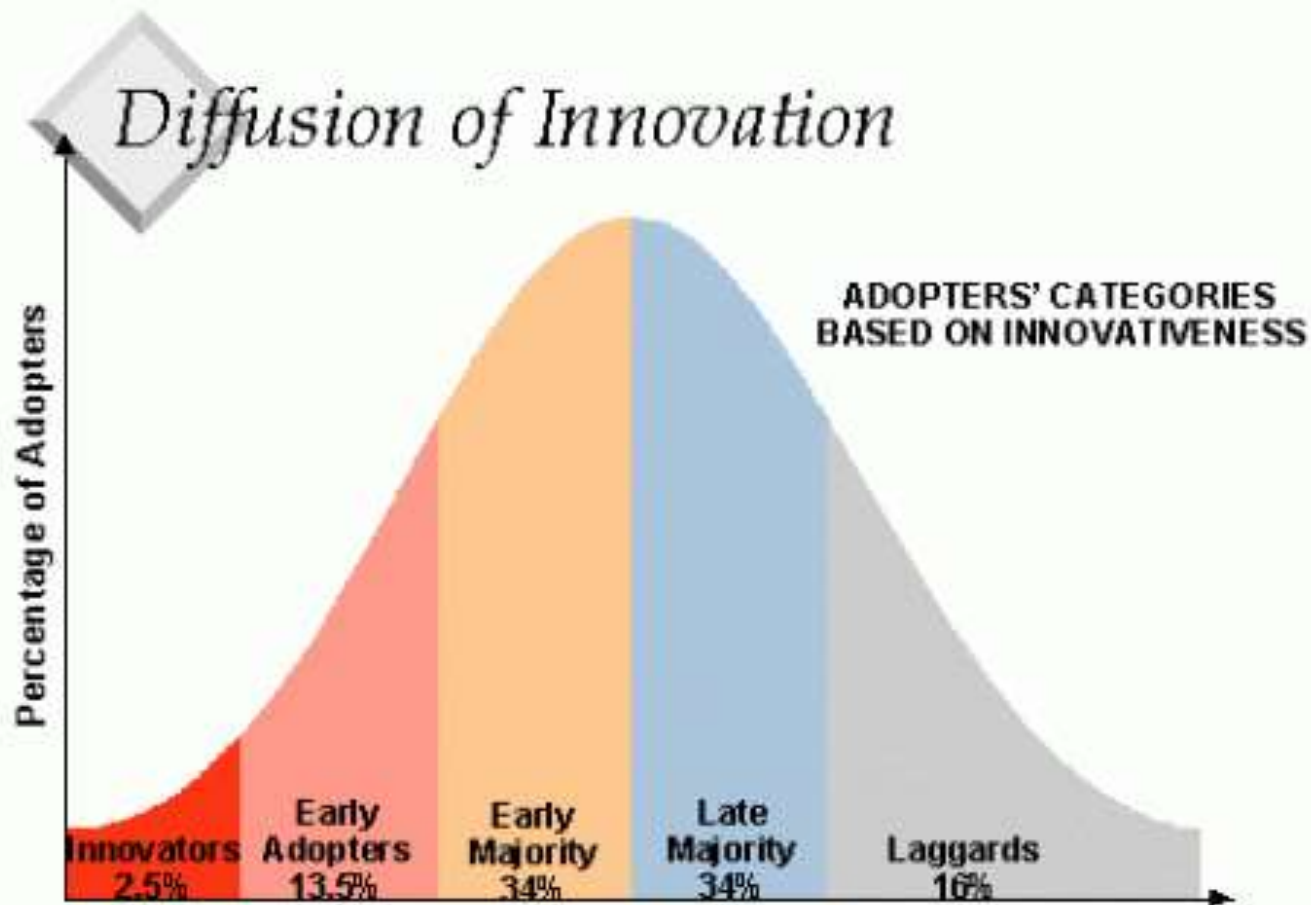 Diffusion of Innovation
ADOPTERS' CATEGORIES
BASED ON INNOVATIVENESS
Percentage of Adopters
Innovators
2.5%
Early
Adopters
13.5%
Early
Majority
34%
Late
Majority
34%
Laggards
16%